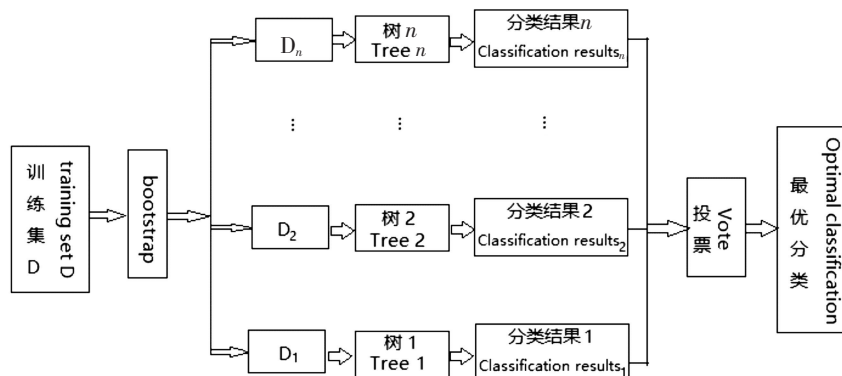 训练集D
training set D
bootstrap
Dn
树n
Tree n
分类结果n
Classification resultsn
⋮
⋮
⋮
D2
树2
Tree 2
分类结果2
Classification results2
D1
树1
Tree 1
分类结果1
Classification results1
投票
Vote
最优分类
Optimal classification